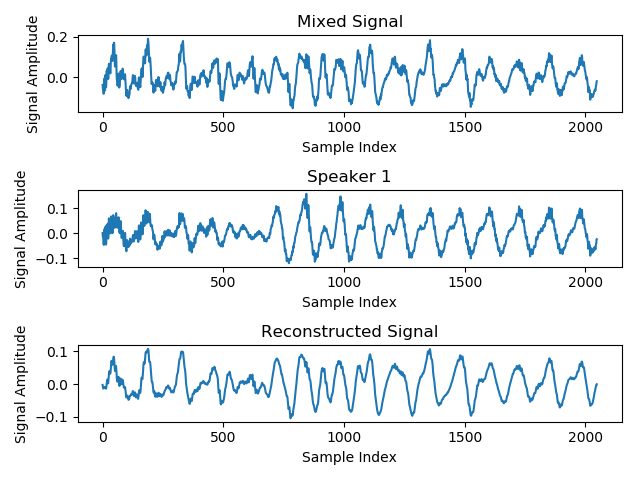 Mixed Signal
Signal Amplitude
0.2
0.0
0 500 1000 1500 2000
Sample Index
Speaker 1
Signal Amplitude
0.1
0.0
−0.1
0 500 1000 1500 2000
Sample Index
Reconstructed Signal
Signal Amplitude
0.1
0.0
−0.1
0 500 1000 1500 2000
Sample Index